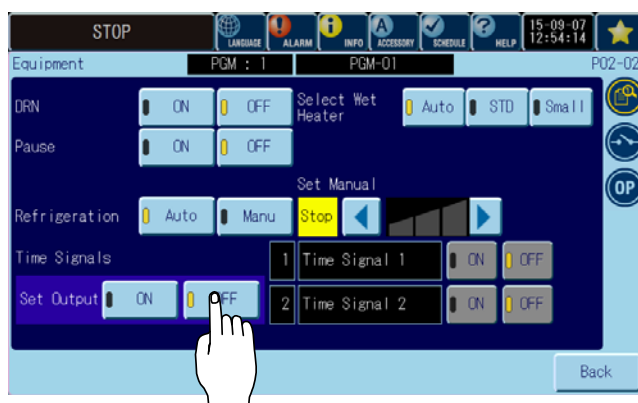 STOP LANGUAGE ALARM INFO ACCESSORY SCHEDULE HELP 15-09-07 12:54:14
Equipment PGM : 1 PGM-01 P02-02
DRN ON OFF Select Wet Heater Auto STD Small
Pause ON OFF
Set Manual
Refrigeration Auto Manu Stop
Time Signals 1 Time Signal 1 ON OFF
Set Output ON OFF 2 Time Signal 2 ON OFF
OP
Back